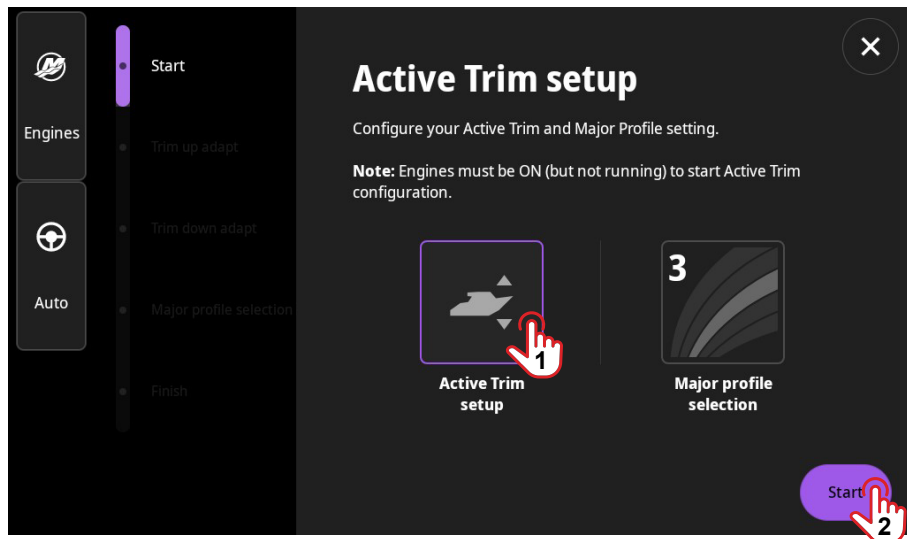 Engines
Auto
Start
Trim up adapt
Trim down adapt
Major profile selection
Finish
Active Trim setup
Configure your Active Trim and Major Profile setting.
Note: Engines must be ON (but not running) to start Active Trim
configuration.
3
1
Active Trim
setup
Major profile
selection
Start
2